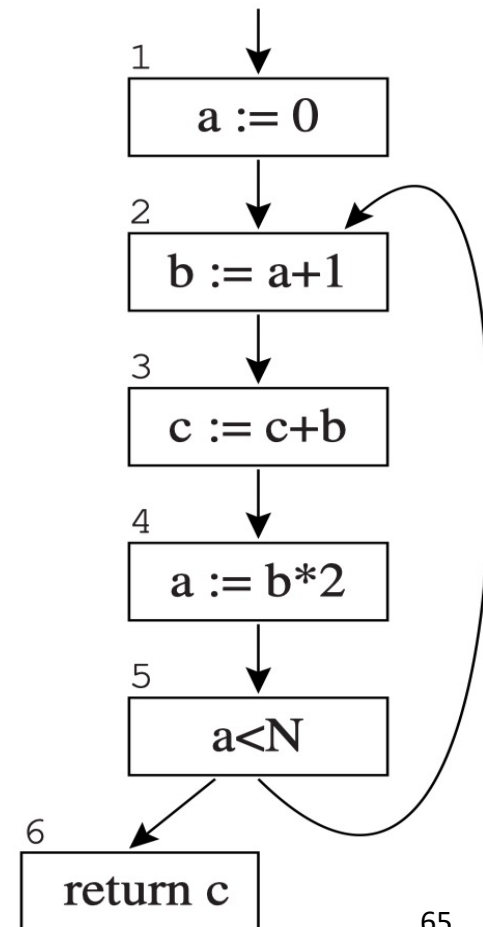 1
a := 0
2
b := a+1
3
c := c+b
4
a := b*2
5
a<N
6
return c
65